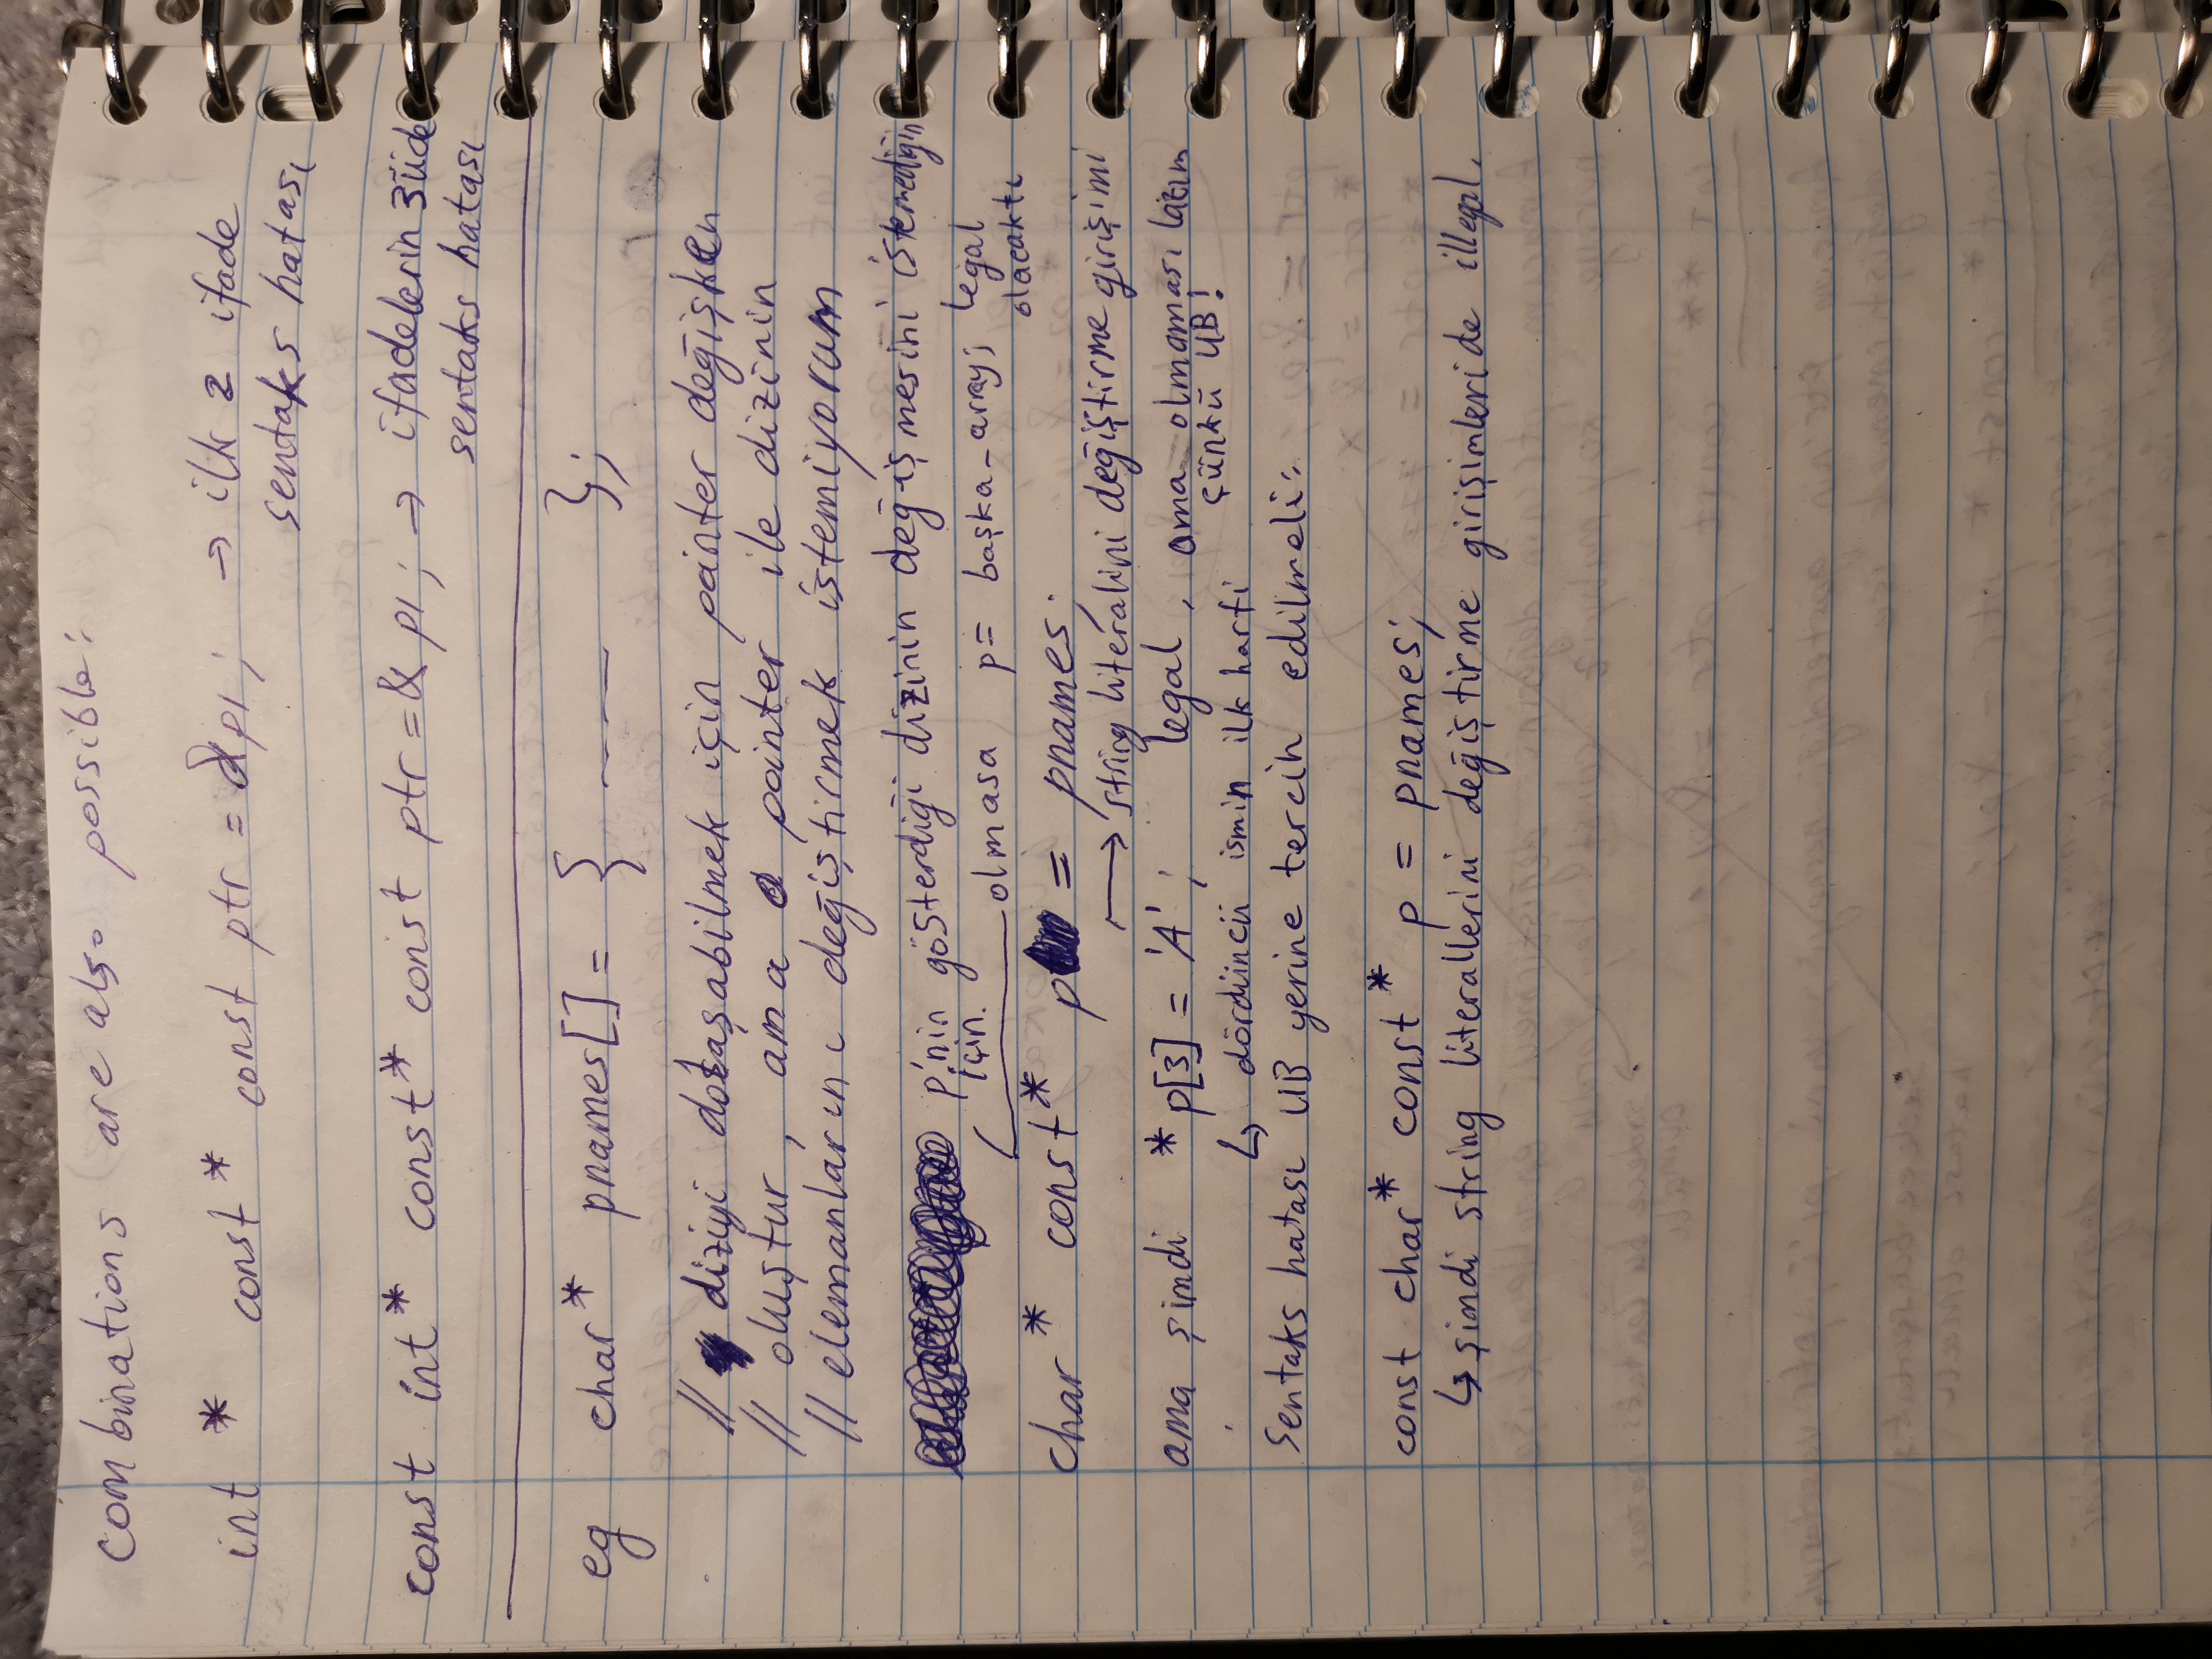 combinations are also possible:
int * const * const ptr = &p1; → ilk 2 ifade
sentaks hatası
const int* const* const ptr = & p1; → ifadelerin 3üde
sentaks hatası
eg char* pnames[] = { };
// diziyi dolaşabilmek için pointer değişken
// oluştur, ama o pointer ile dizinin
// elemanlarını değiştirmek istemiyorum
p'nin gösterdiği dizinin değişmesini istemediğin
için.
olmasa p= başka_array; legal
olacaktı
char * const * p = pnames;
→ string literalini değiştirme girişimi
ama şimdi *p[3] = 'A'; legal, ama olmaması lazım
çünkü UB!
↳ dördüncü ismin ilk harfi
Sentaks hatası UB yerine tercih edilmeli:
const char* const * p = pnames;
↳ şimdi string literallerini değiştirme girişimleri de illegal.